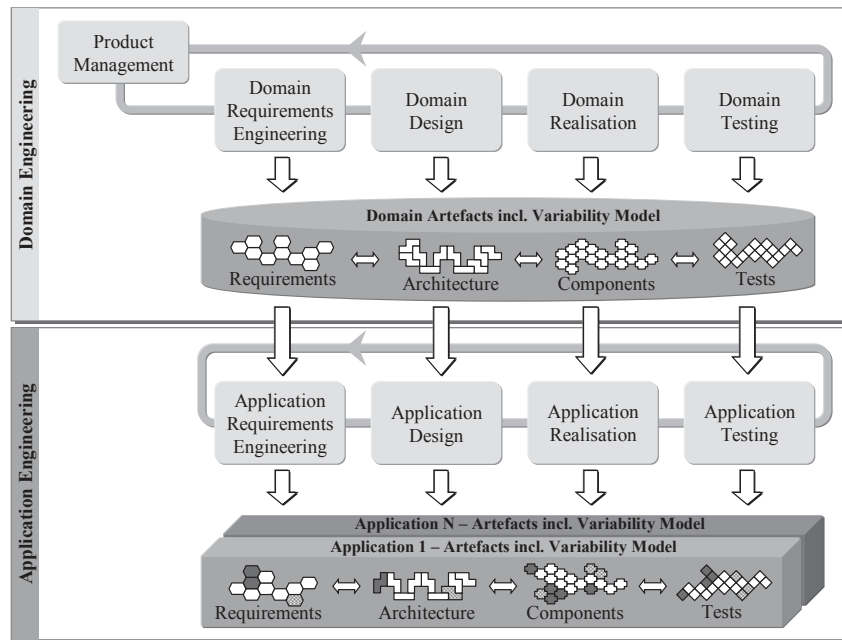 Domain Engineering
Product
Management
Domain
Requirements
Engineering
Domain
Design
Domain
Realisation
Domain
Testing
Domain Artefacts incl. Variability Model
Requirements
Architecture
Components
Tests
Application Engineering
Application
Requirements
Engineering
Application
Design
Application
Realisation
Application
Testing
Application N – Artefacts incl. Variability Model
Application 1 – Artefacts incl. Variability Model
Requirements
Architecture
Components
Tests